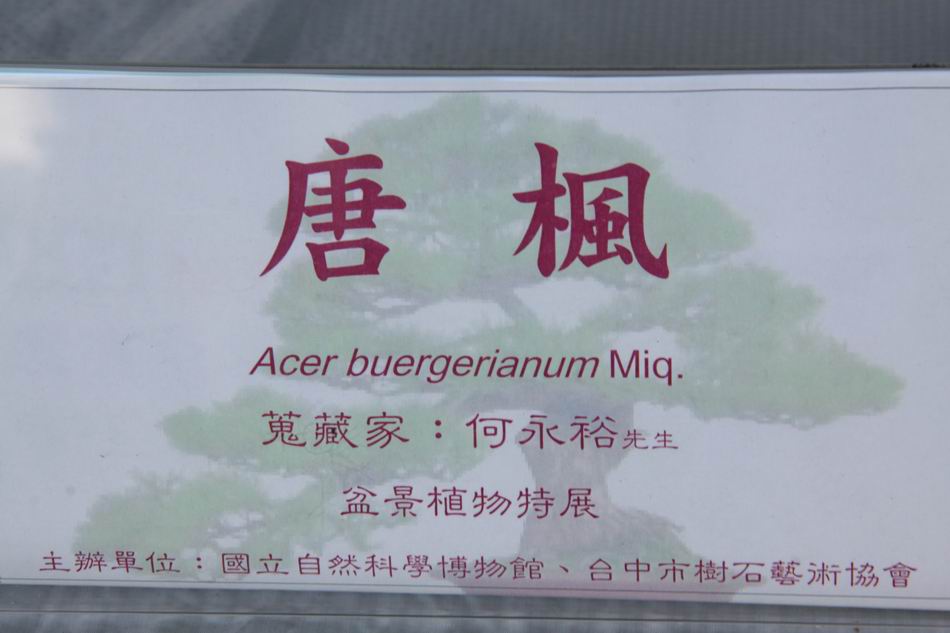 唐楓
Acer buergerianum Miq.
蒐藏家：何永裕先生
盆景植物特展
主辦單位：國立自然科學博物館、台中市樹石藝術協會